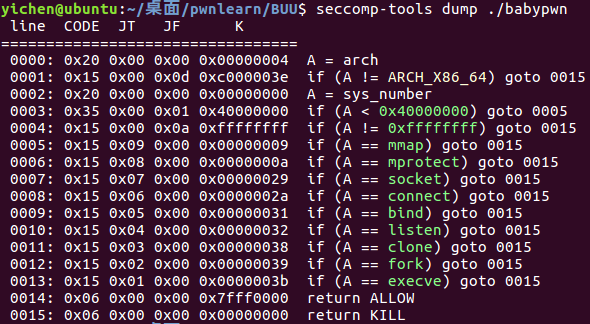 yichen@ubuntu:~/桌面/pwnlearn/BUU$ seccomp-tools dump ./babypwn
 line  CODE  JT   JF      K
=================================
 0000: 0x20 0x00 0x00 0x00000004  A = arch
 0001: 0x15 0x00 0x0d 0xc000003e  if (A != ARCH_X86_64) goto 0015
 0002: 0x20 0x00 0x00 0x00000000  A = sys_number
 0003: 0x35 0x00 0x01 0x40000000  if (A < 0x40000000) goto 0005
 0004: 0x15 0x00 0x0a 0xffffffff  if (A != 0xffffffff) goto 0015
 0005: 0x15 0x09 0x00 0x00000009  if (A == mmap) goto 0015
 0006: 0x15 0x08 0x00 0x0000000a  if (A == mprotect) goto 0015
 0007: 0x15 0x07 0x00 0x00000029  if (A == socket) goto 0015
 0008: 0x15 0x06 0x00 0x0000002a  if (A == connect) goto 0015
 0009: 0x15 0x05 0x00 0x00000031  if (A == bind) goto 0015
 0010: 0x15 0x04 0x00 0x00000032  if (A == listen) goto 0015
 0011: 0x15 0x03 0x00 0x00000038  if (A == clone) goto 0015
 0012: 0x15 0x02 0x00 0x00000039  if (A == fork) goto 0015
 0013: 0x15 0x01 0x00 0x0000003b  if (A == execve) goto 0015
 0014: 0x06 0x00 0x00 0x7fff0000  return ALLOW
 0015: 0x06 0x00 0x00 0x00000000  return KILL